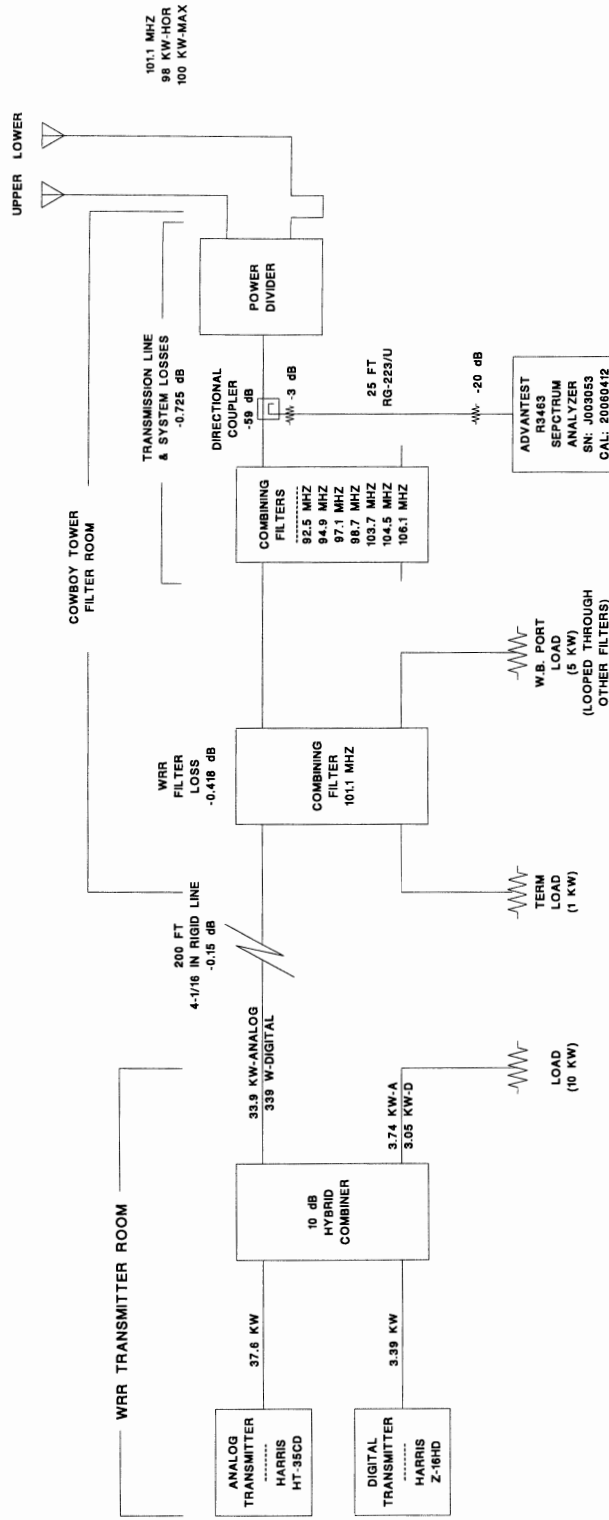 WRR TRANSMITTER ROOM
ANALOG
TRANSMITTER
----------
HARRIS
HT-35CD
DIGITAL
TRANSMITTER
----------
HARRIS
Z-16HD
37.6 KW
3.39 KW
10 dB
HYBRID
COMBINER
33.9 KW-ANALOG
339 W-DIGITAL
3.74 KW-A
3.05 KW-D
LOAD
(10 KW)
200 FT
4-1/16 IN RIGID LINE
-0.15 dB
COWBOY TOWER
FILTER ROOM
WRR
FILTER
LOSS
-0.418 dB
COMBINING
FILTER
101.1 MHZ
TERM
LOAD
(1 KW)
W.B. PORT
LOAD
(5 KW)
(LOOPED THROUGH
OTHER FILTERS)
TRANSMISSION LINE
& SYSTEM LOSSES
-0.725 dB
COMBINING
FILTERS
----------
92.5 MHZ
94.9 MHZ
97.1 MHZ
98.7 MHZ
103.7 MHZ
104.5 MHZ
106.1 MHZ
DIRECTIONAL
COUPLER
-59 dB
-3 dB
25 FT
RG-223/U
-20 dB
ADVANTEST
R3463
SEPCTRUM
ANALYZER
SN: J003053
CAL: 20060412
POWER
DIVIDER
UPPER
LOWER
101.1 MHZ
98 KW-HOR
100 KW-MAX